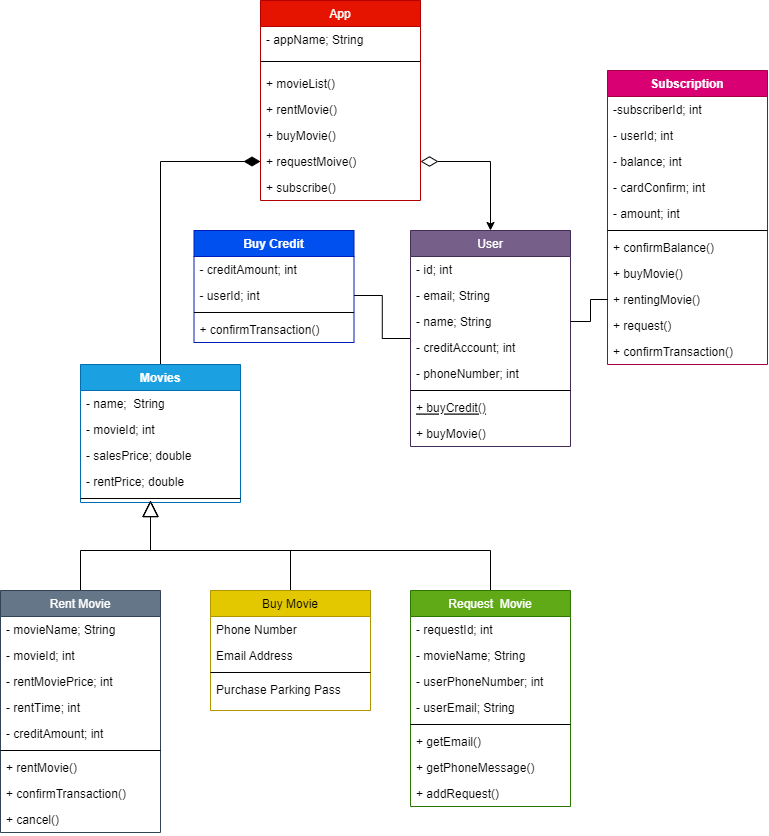 App
- appName; String
+ movieList()
+ rentMovie()
+ buyMovie()
+ requestMoive()
+ subscribe()
Subscription
-subscriberId; int
- userId; int
- balance; int
- cardConfirm; int
- amount; int
+ confirmBalance()
+ buyMovie()
+ rentingMovie()
+ request()
+ confirmTransaction()
Buy Credit
- creditAmount; int
- userId; int
+ confirmTransaction()
User
- id; int
- email; String
- name; String
- creditAccount; int
- phoneNumber; int
+ buyCredit()
+ buyMovie()
Movies
- name;  String
- movieId; int
- salesPrice; double
- rentPrice; double
Rent Movie
- movieName; String
- movieId; int
- rentMoviePrice; int
- rentTime; int
- creditAmount; int
+ rentMovie()
+ confirmTransaction()
+ cancel()
Buy Movie
Phone Number
Email Address
Purchase Parking Pass
Request  Movie
- requestId; int
- movieName; String
- userPhoneNumber; int
- userEmail; String
+ getEmail()
+ getPhoneMessage()
+ addRequest()